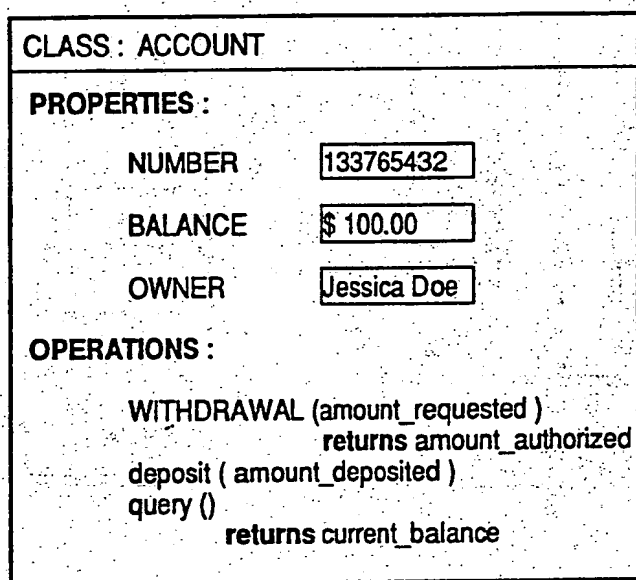 CLASS : ACCOUNT
PROPERTIES :
NUMBER 133765432
BALANCE $ 100.00
OWNER Jessica Doe
OPERATIONS :
WITHDRAWAL (amount_requested )
returns amount_authorized
deposit ( amount_deposited )
query ()
returns current_balance